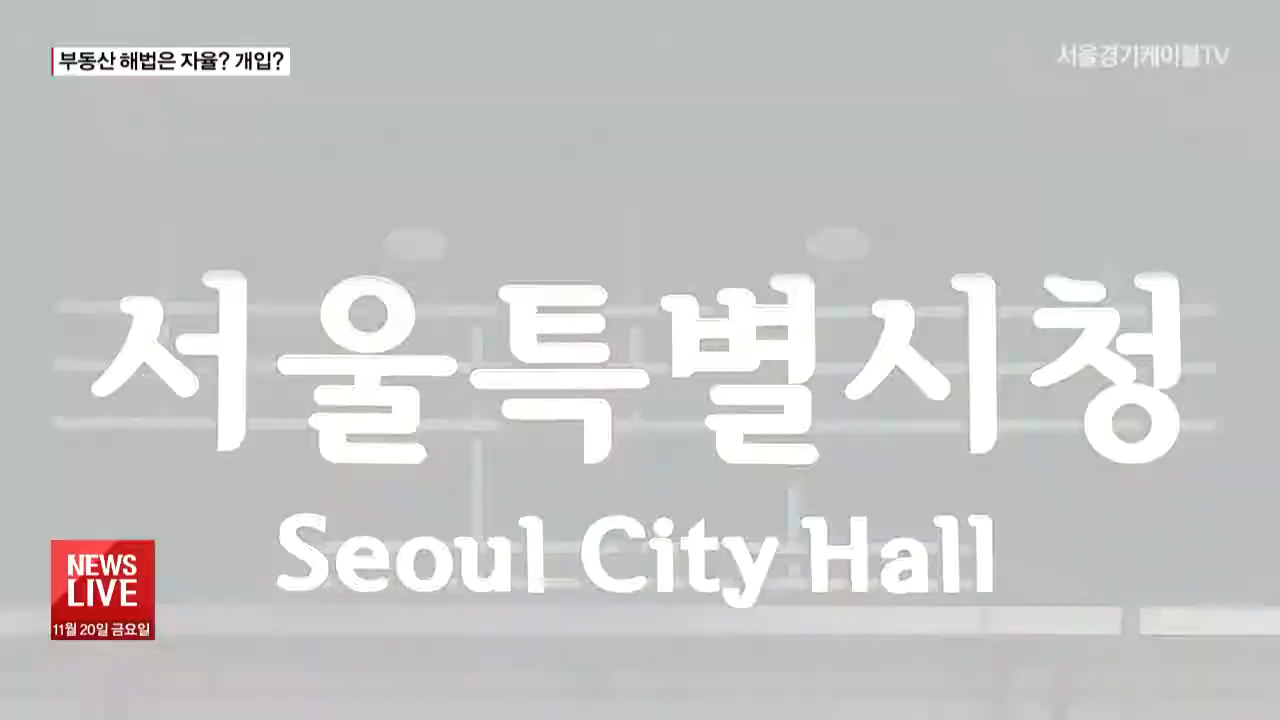 부동산 해법은 자율? 개입?
서울경기케이블TV
서울특별시청
Seoul City Hall
NEWS
LIVE
11월 20일 금요일